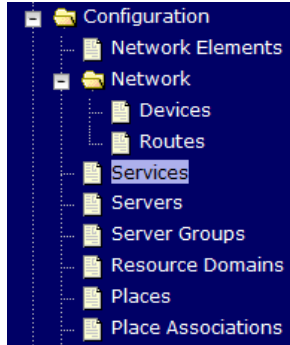 Configuration
Network Elements
Network
Devices
Routes
Services
Servers
Server Groups
Resource Domains
Places
Place Associations